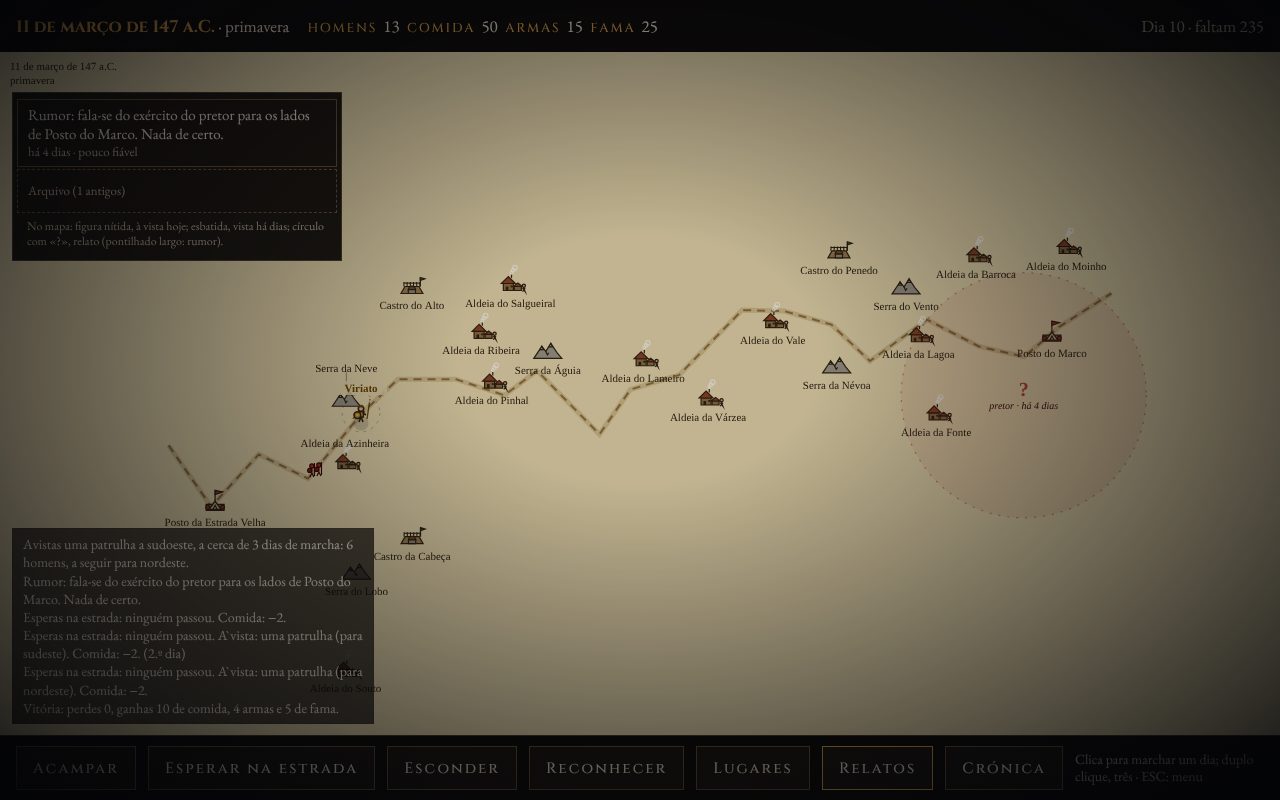 11 DE MARÇO DE 147 A.C. · primavera HOMENS 13 COMIDA 50 ARMAS 15 FAMA 25 Dia 10 · faltam 235
11 de março de 147 a.C.
primavera
Rumor: fala-se do exército do pretor para os lados
de Posto do Marco. Nada de certo.
há 4 dias · pouco fiável
Arquivo (1 antigos)
No mapa: figura nítida, à vista hoje; esbatida, vista há dias; círculo
com «?», relato (pontilhado largo: rumor).
Castro do Penedo
Aldeia da Barroca
Aldeia do Moinho
Castro do Alto
Aldeia do Salgueiral
Serra do Vento
Aldeia do Vale
Aldeia da Ribeira
Serra da Águia
Aldeia do Lameiro
Aldeia da Lagoa
Posto do Marco
Serra da Neve
Viriato
Serra da Névoa
?
pretor · há 4 dias
Aldeia do Pinhal
Aldeia da Várzea
Aldeia da Fonte
Aldeia da Azinheira
Posto da Estrada Velha
Castro da Cabeça
Serra do Lobo
Aldeia do Souto
Avistas uma patrulha a sudoeste, a cerca de 3 dias de marcha: 6
homens, a seguir para nordeste.
Rumor: fala-se do exército do pretor para os lados de Posto do
Marco. Nada de certo.
Esperas na estrada: ninguém passou. Comida: −2.
Esperas na estrada: ninguém passou. A`vista: uma patrulha (para
sudeste). Comida: −2. (2.º dia)
Esperas na estrada: ninguém passou. A`vista: uma patrulha (para
nordeste). Comida: −2.
Vitória: perdes 0, ganhas 10 de comida, 4 armas e 5 de fama.
ACAMPAR ESPERAR NA ESTRADA ESCONDER RECONHECER LUGARES RELATOS CRÓNICA
Clica para marchar um dia; duplo
clique, três · ESC: menu